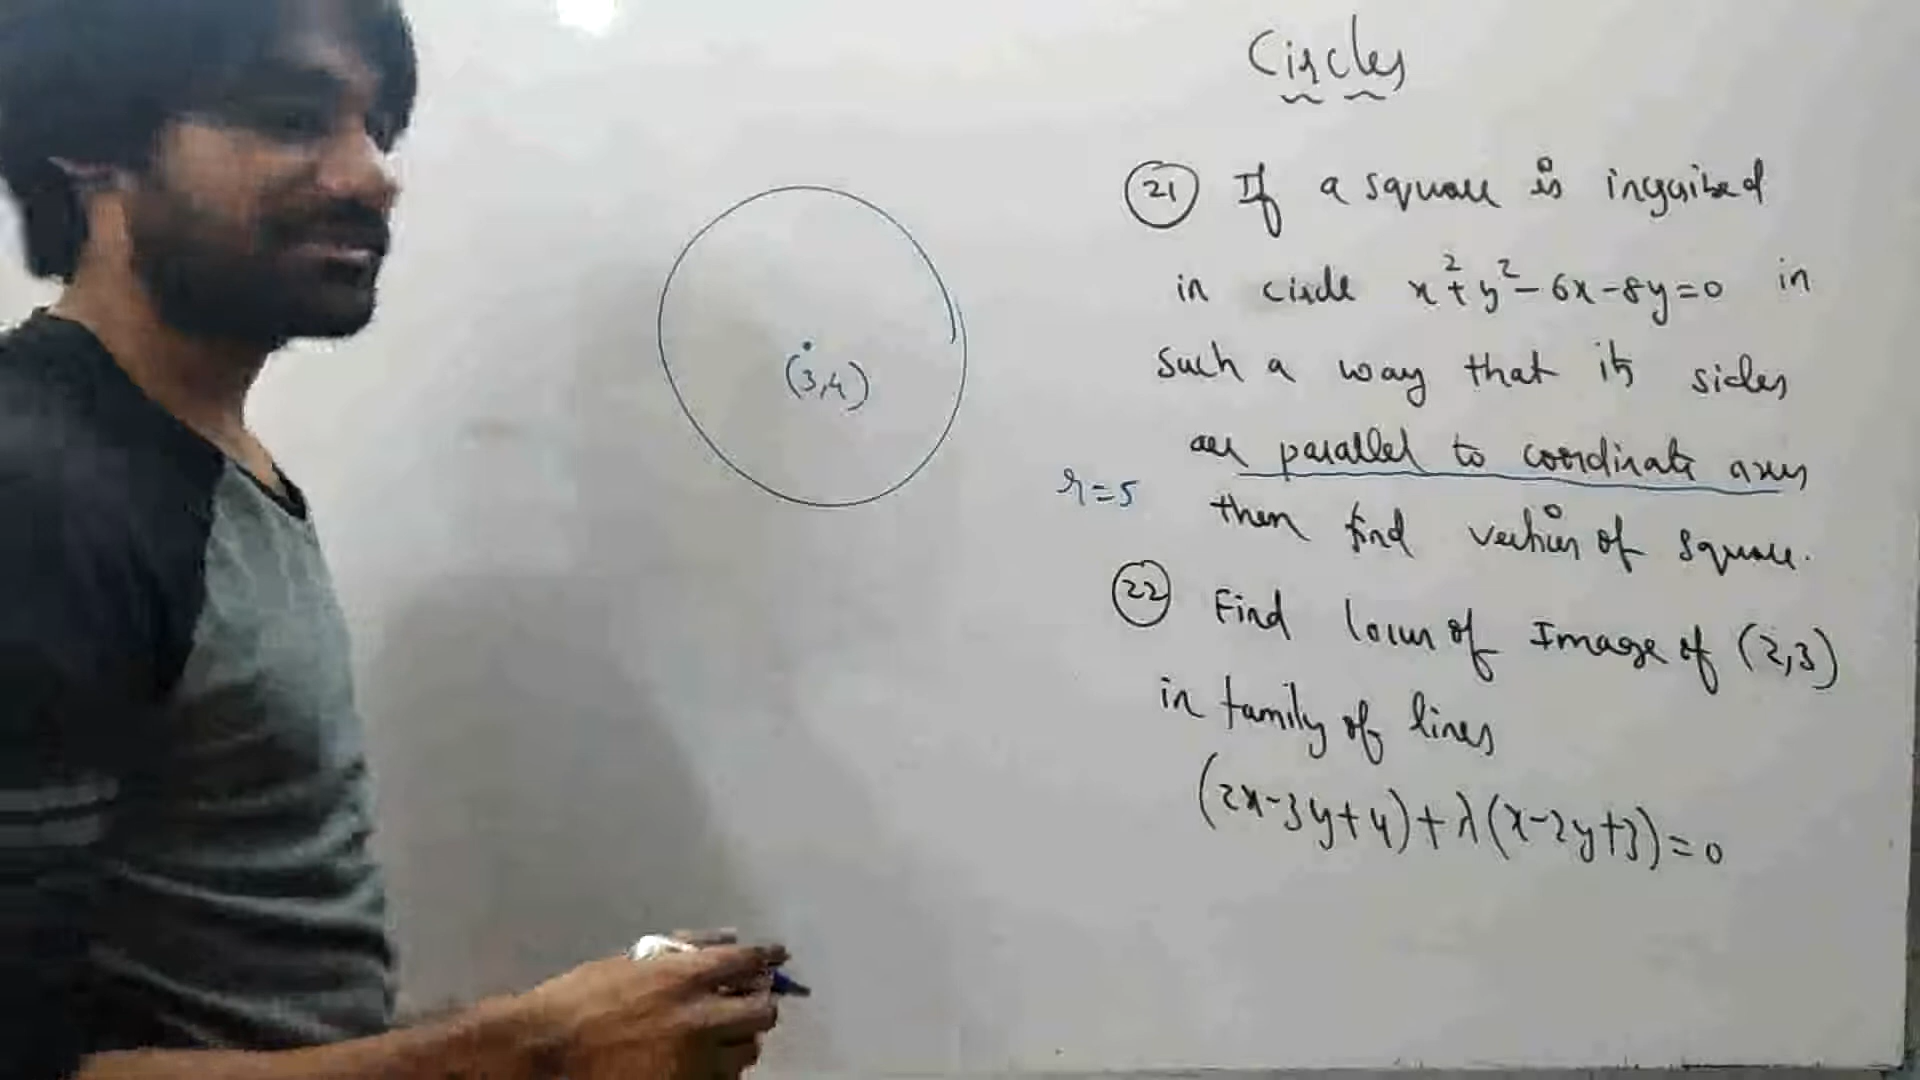 Circles
(21) If a square is inscribed
in circle x²+y²-6x-8y=0 in
such a way that its sides
are parallel to coordinate axes
then find vertices of square.
(22) Find locus of Image of (2,3)
in family of lines
(2x-3y+4)+λ(x-2y+3)=0
(3,4)
r=5